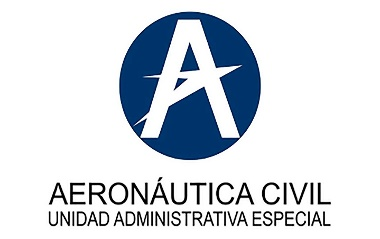 A
AERONÁUTICA CIVIL
UNIDAD ADMINISTRATIVA ESPECIAL